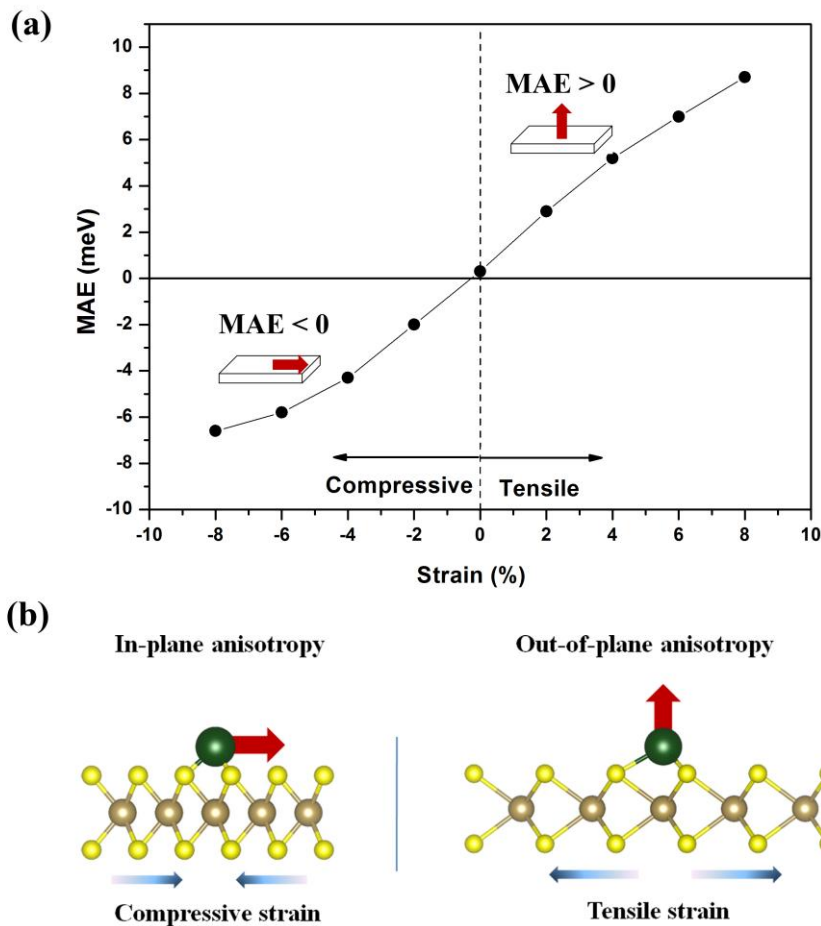 (a)
10
8
6
4
2
0
-2
-4
-6
-8
-10
MAE (meV)
MAE > 0
MAE < 0
Compressive Tensile
-10 -8 -6 -4 -2 0 2 4 6 8 10
Strain (%)
(b)
In-plane anisotropy Out-of-plane anisotropy
Compressive strain Tensile strain